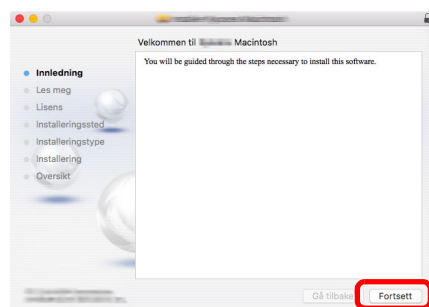 Velkommen til Macintosh
Innledning
Les meg
Lisens
Installeringssted
Installeringstype
Installering
Oversikt
You will be guided through the steps necessary to install this software.
Gå tilbake
Fortsett